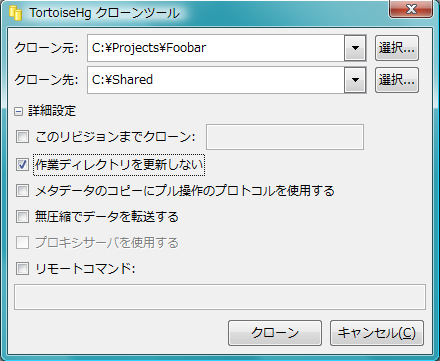 TortoiseHg クローンツール
クローン元: C:¥Projects¥Foobar 選択...
クローン先: C:¥Shared 選択...
詳細設定
このリビジョンまでクローン:
作業ディレクトリを更新しない
メタデータのコピーにプル操作のプロトコルを使用する
無圧縮でデータを転送する
プロキシサーバを使用する
リモートコマンド:
クローン キャンセル(C)